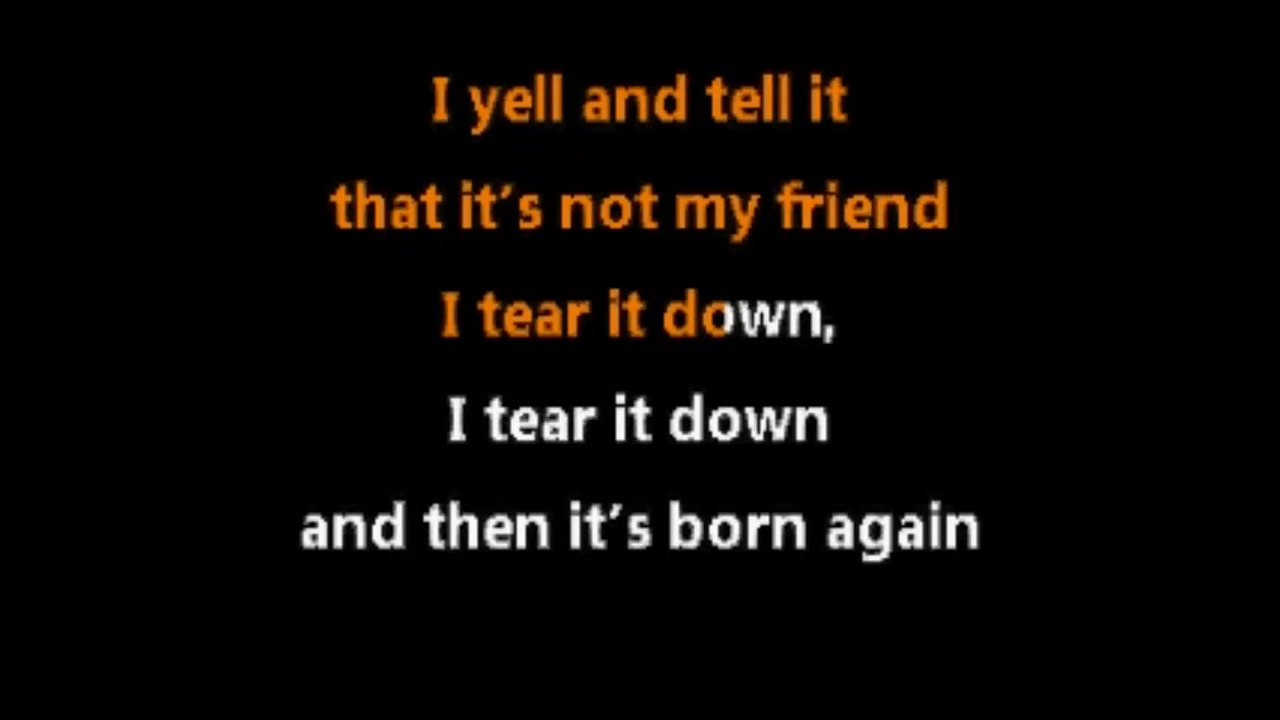 I yell and tell it
that it's not my friend
I tear it down,
I tear it down
and then it's born again